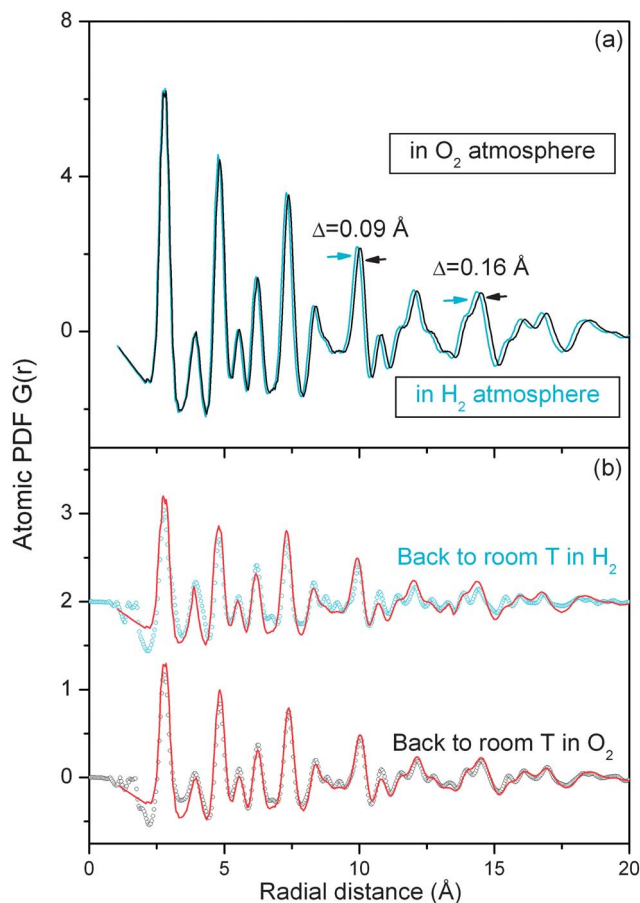 8
(a)
in O₂ atmosphere
4
Δ=0.09 Å
Δ=0.16 Å
0
in H₂ atmosphere
Atomic PDF G(r)
(b)
3
Back to room T in H₂
2
1
Back to room T in O₂
0
0 5 10 15 20
Radial distance (Å)